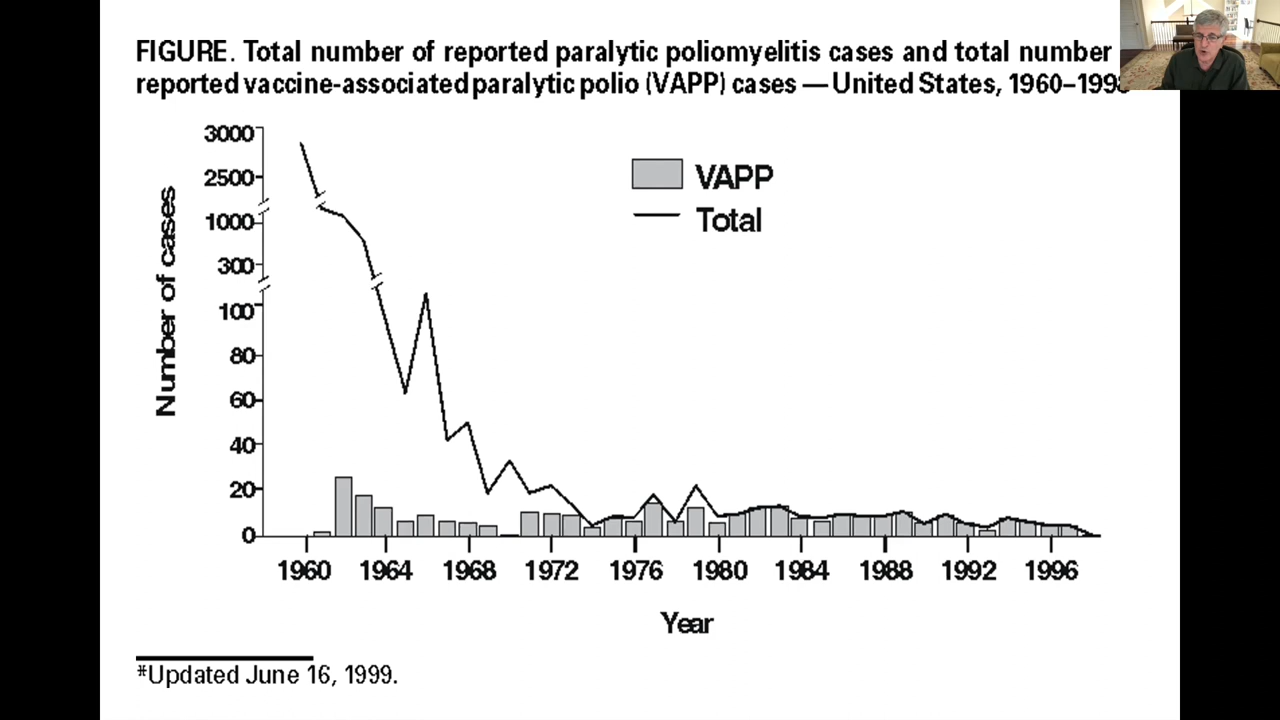 FIGURE. Total number of reported paralytic poliomyelitis cases and total number
reported vaccine-associated paralytic polio (VAPP) cases — United States, 1960–1998
3000
2500
1000
300
100
80
60
40
20
0
Number of cases
VAPP
Total
1960 1964 1968 1972 1976 1980 1984 1988 1992 1996
Year
*Updated June 16, 1999.